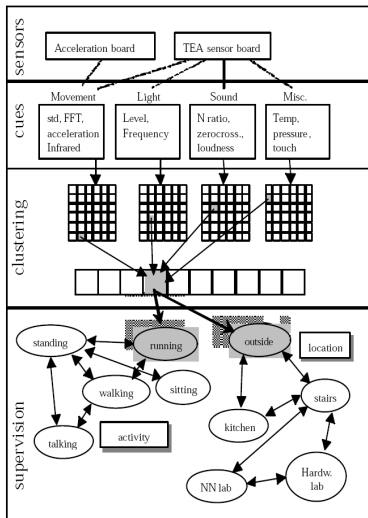 sensors
Acceleration board
TEA sensor board
cues
Movement
Light
Sound
Misc.
std, FFT,
acceleration
Infrared
Level,
Frequency
N ratio,
zerocross.,
loudness
Temp,
pressure,
touch
clustering
supervision
standing
running
outside
location
walking
sitting
stairs
talking
activity
kitchen
NN lab
Hardw.
lab